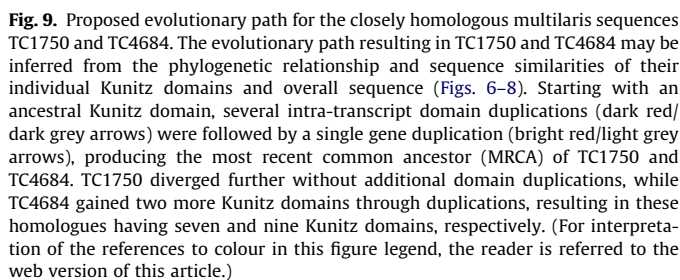 Fig. 9. Proposed evolutionary path for the closely homologous multilaris sequences
TC1750 and TC4684. The evolutionary path resulting in TC1750 and TC4684 may be
inferred from the phylogenetic relationship and sequence similarities of their
individual Kunitz domains and overall sequence (Figs. 6–8). Starting with an
ancestral Kunitz domain, several intra-transcript domain duplications (dark red/
dark grey arrows) were followed by a single gene duplication (bright red/light grey
arrows), producing the most recent common ancestor (MRCA) of TC1750 and
TC4684. TC1750 diverged further without additional domain duplications, while
TC4684 gained two more Kunitz domains through duplications, resulting in these
homologues having seven and nine Kunitz domains, respectively. (For interpreta-
tion of the references to colour in this figure legend, the reader is referred to the
web version of this article.)